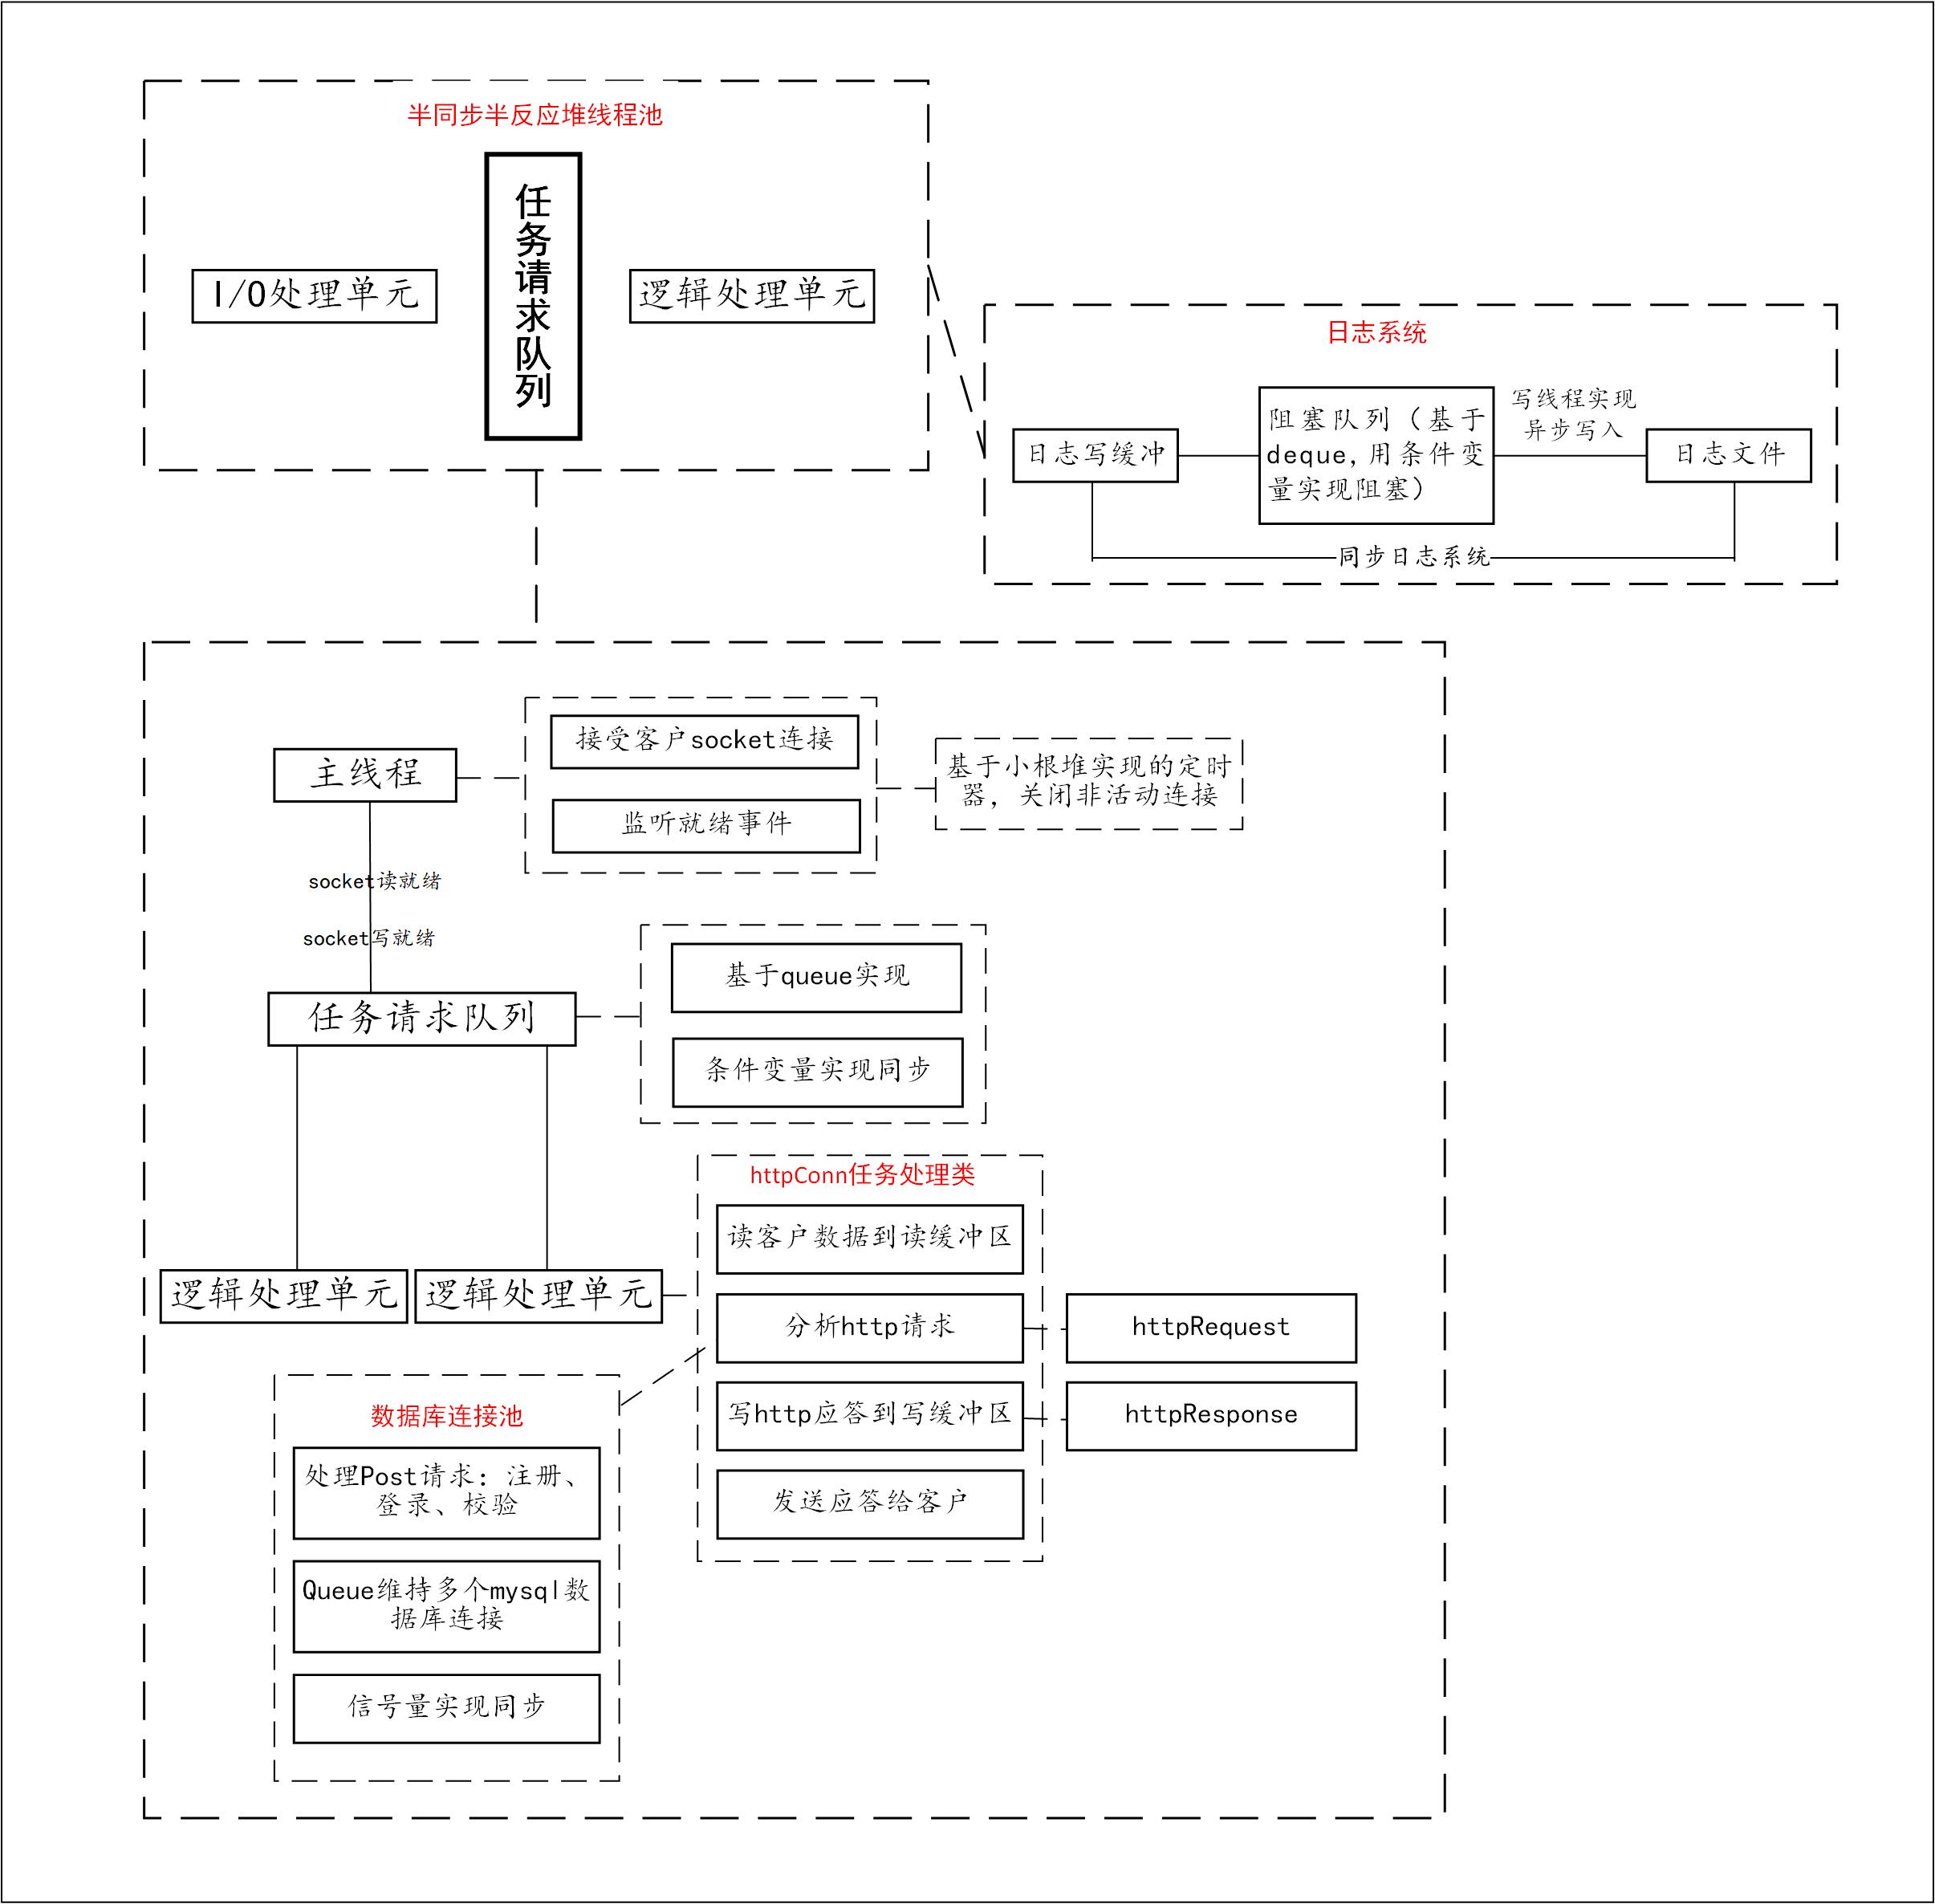 半同步半反应堆线程池
任务请求队列
I/O处理单元
逻辑处理单元
日志系统
日志写缓冲
阻塞队列（基于
deque,用条件变
量实现阻塞）
写线程实现
异步写入
日志文件
同步日志系统
主线程
接受客户socket连接
监听就绪事件
基于小根堆实现的定时
器，关闭非活动连接
socket读就绪
socket写就绪
任务请求队列
基于queue实现
条件变量实现同步
逻辑处理单元
逻辑处理单元
httpConn任务处理类
读客户数据到读缓冲区
分析http请求
写http应答到写缓冲区
发送应答给客户
httpRequest
httpResponse
数据库连接池
处理Post请求：注册、
登录、校验
Queue维持多个mysql数
据库连接
信号量实现同步